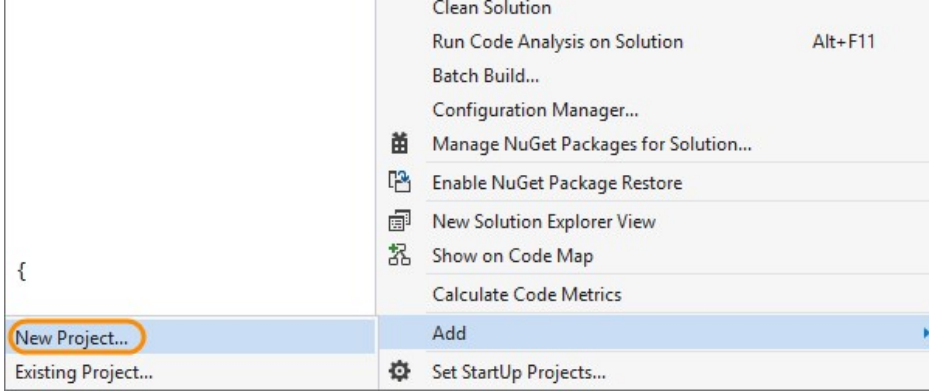 Clean Solution
Run Code Analysis on Solution Alt+F11
Batch Build...
Configuration Manager...
Manage NuGet Packages for Solution...
Enable NuGet Package Restore
New Solution Explorer View
Show on Code Map
{
Calculate Code Metrics
New Project...
Add
Existing Project...
Set StartUp Projects...